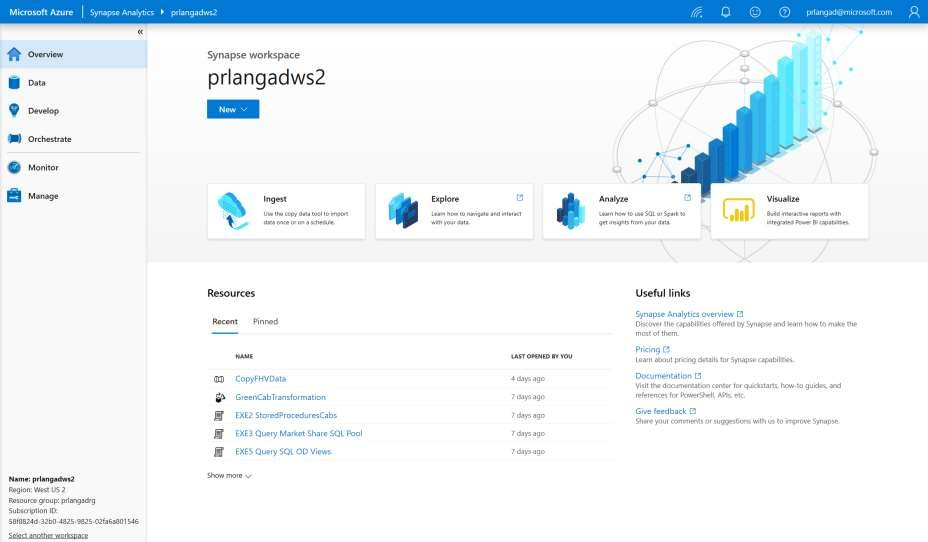 Microsoft Azure
Synapse Analytics
prlangadws2
prlangad@microsoft.com
«
Overview
Data
Develop
Orchestrate
Monitor
Manage
Synapse workspace
prlangadws2
New
Ingest
Use the copy data tool to import
data once or on a schedule.
Explore
Learn how to navigate and interact
with your data.
Analyze
Learn how to use SQL or Spark to
get insights from your data.
Visualize
Build interactive reports with
integrated Power BI capabilities.
Resources
Recent
Pinned
NAME
LAST OPENED BY YOU
CopyFHVData
4 days ago
GreenCabTransformation
7 days ago
EXE2 StoredProceduresCabs
7 days ago
EXE3 Query Market Share SQL Pool
7 days ago
EXE5 Query SQL OD Views
7 days ago
Show more
Useful links
Synapse Analytics overview
Discover the capabilities offered by Synapse and learn how to make the
most of them.
Pricing
Learn about pricing details for Synapse capabilities.
Documentation
Visit the documentation center for quickstarts, how-to guides, and
references for PowerShell, APIs, etc.
Give feedback
Share your comments or suggestions with us to improve Synapse.
Name: prlangadws2
Region: West US 2
Resource group: prlangadrg
Subscription ID:
58f8824d-32b0-4825-9825-02fa6a801546
Select another workspace